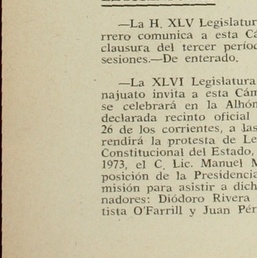 —La H. XLV Legislatur
rrero comunica a esta Cá
clausura del tercer períoc
sesiones.—De enterado.
—La XLVI Legislatura
najuato invita a esta Cám
se celebrará en la Alhón
declarada recinto oficial
26 de los corrientes, a las
rendirá la protesta de Le
Constitucional del Estado,
1973, el C. Lic. Manuel M
posición de la Presidencia
misión para asistir a dich
nadores: Diódoro Rivera
tista O'Farrill y Juan Pér